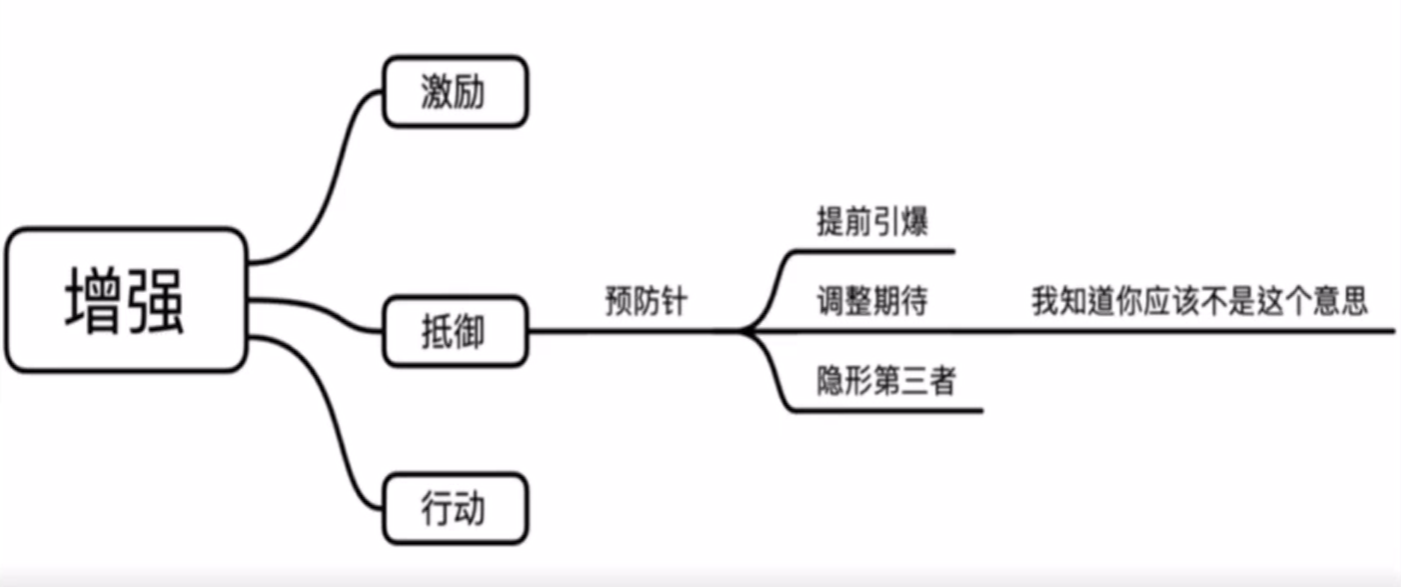 激励
提前引爆
增强
抵御
预防针
调整期待
我知道你应该不是这个意思
隐形第三者
行动